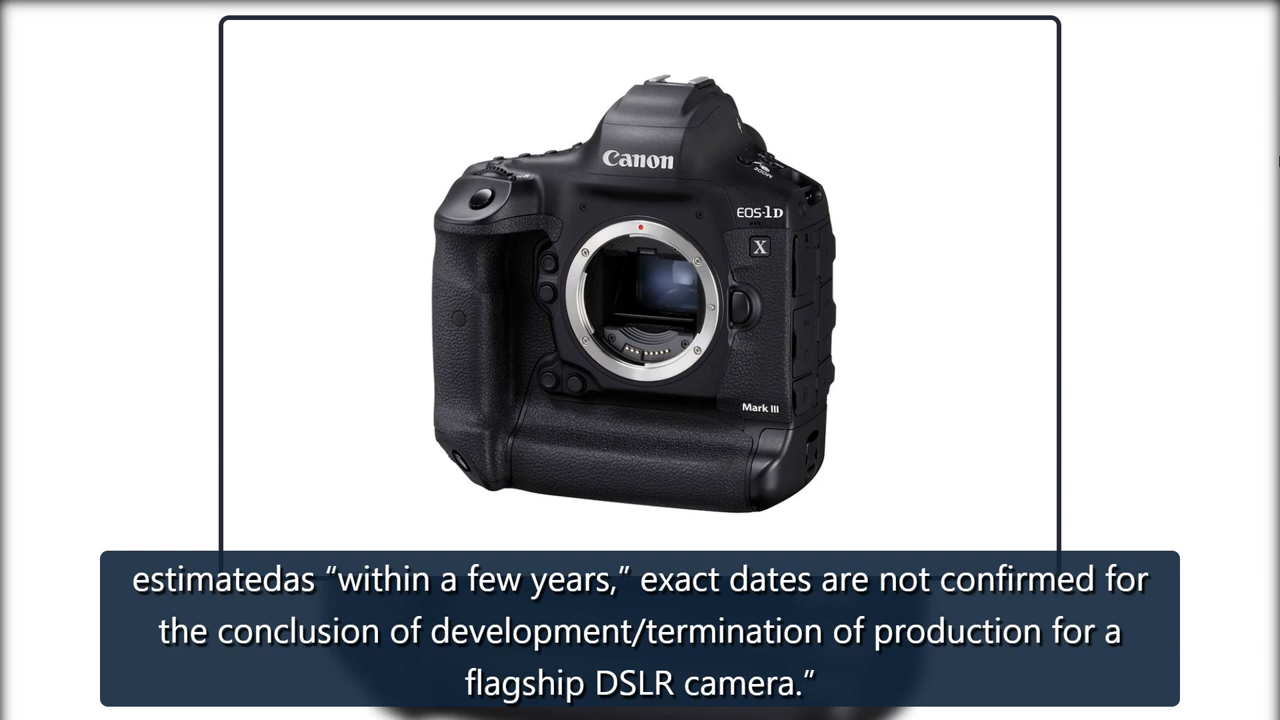 Canon
EOS-1D
X
Mark III
estimatedas “within a few years,” exact dates are not confirmed for
the conclusion of development/termination of production for a
flagship DSLR camera.”